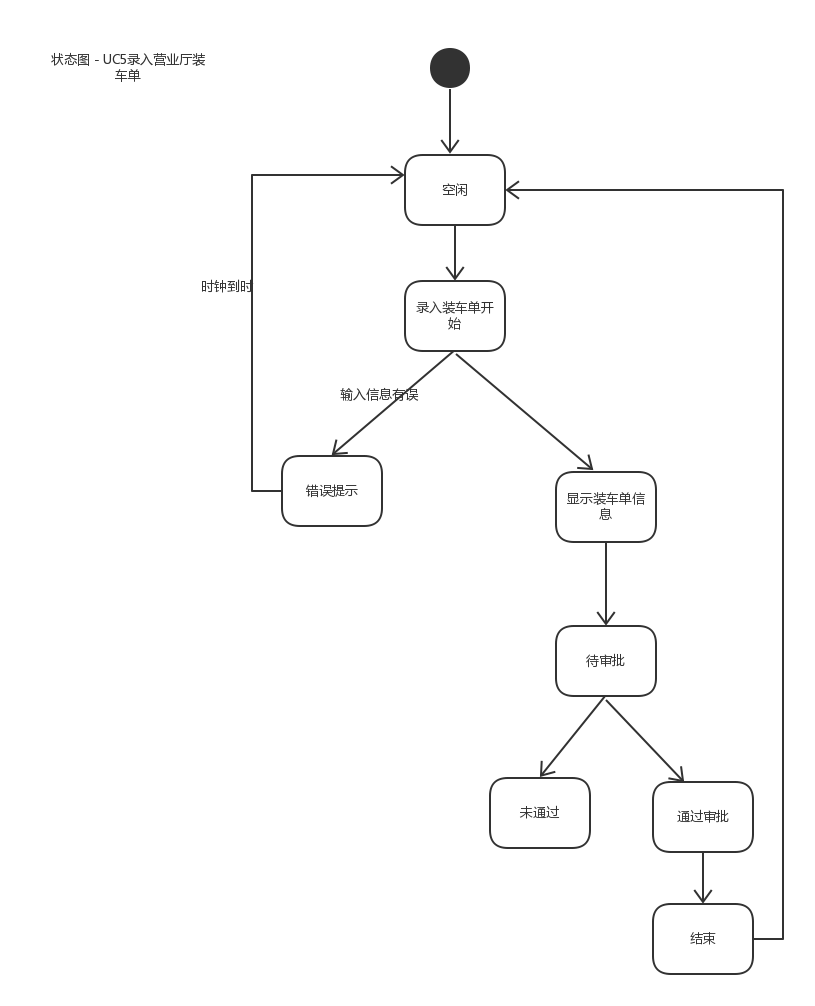 状态图 - UC5录入营业厅装
车单
空闲
时钟到时
录入装车单开
始
输入信息有误
错误提示
显示装车单信
息
待审批
未通过
通过审批
结束